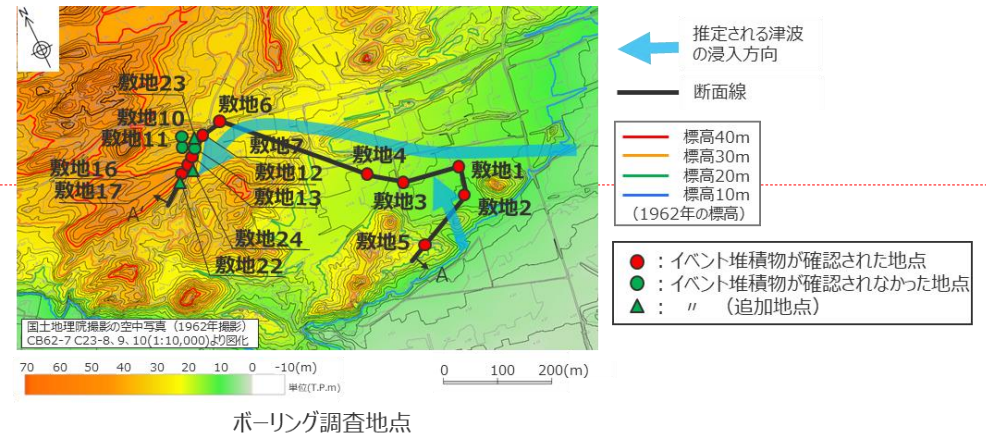 N
敷地23
敷地10
敷地11
敷地6
敷地7
敷地12
敷地13
敷地16
敷地17
A'
敷地4
敷地3
敷地1
敷地2
敷地5
A
敷地24
敷地22
国土地理院撮影の空中写真（1962年撮影）
CB62-7 C23-8、9、10(1:10,000)より図化
70 60 50 40 30 20 10 0 -10(m)
単位(T.P.m)
0 100 200(m)
推定される津波
の浸入方向
断面線
標高40m
標高30m
標高20m
標高10m
（1962年の標高）
：イベント堆積物が確認された地点
：イベント堆積物が確認されなかった地点
： 〃 （追加地点）
ボーリング調査地点